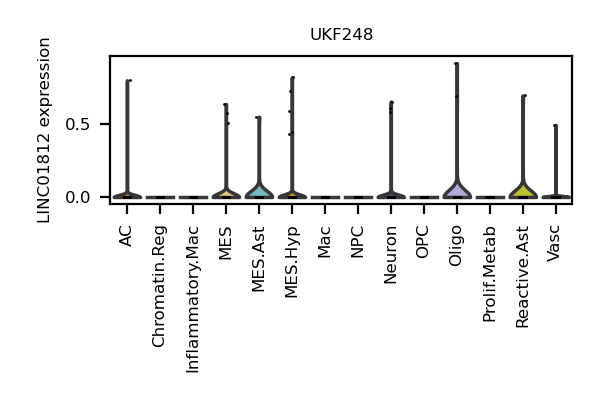 UKF248
LINC01812 expression
0.5
0.0
AC
Chromatin.Reg
Inflammatory.Mac
MES
MES.Ast
MES.Hyp
Mac
NPC
Neuron
OPC
Oligo
Prolif.Metab
Reactive.Ast
Vasc